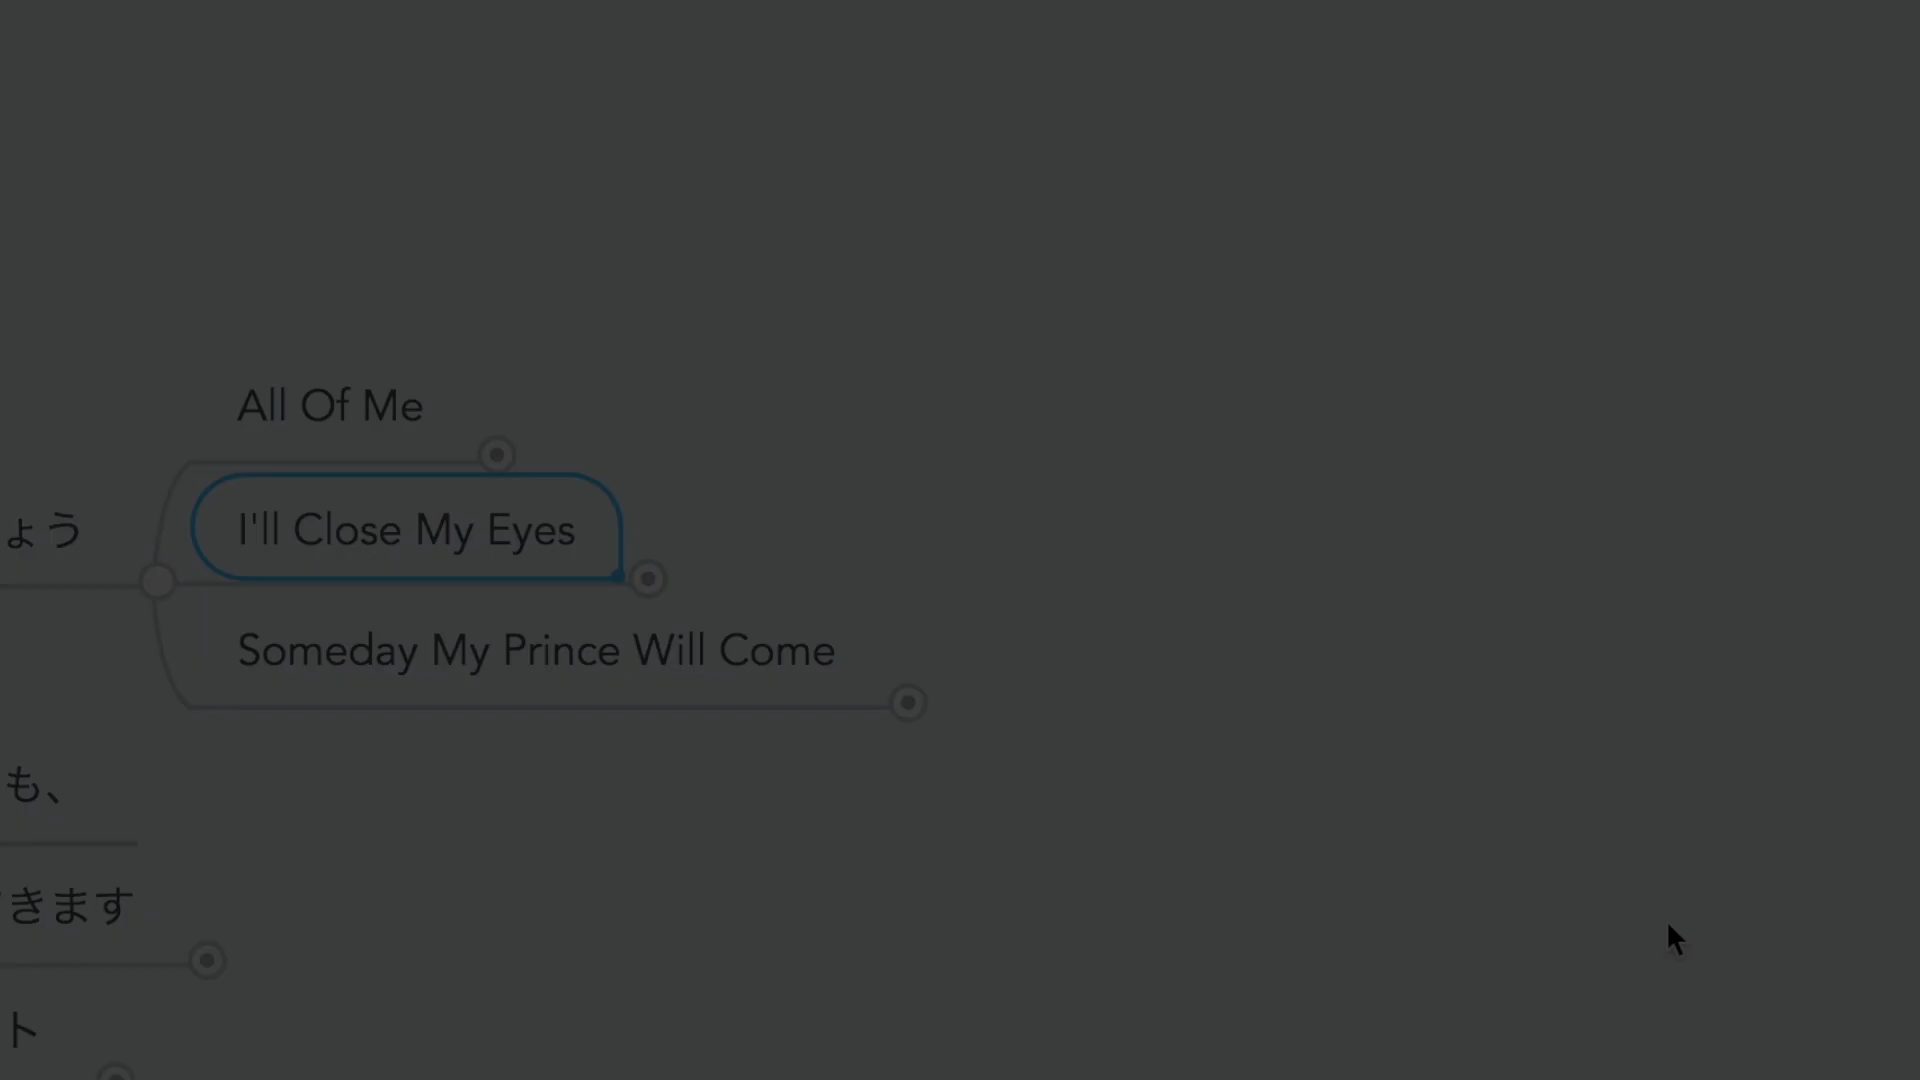 All Of Me
ょう
I'll Close My Eyes
Someday My Prince Will Come
も、
きます
ト